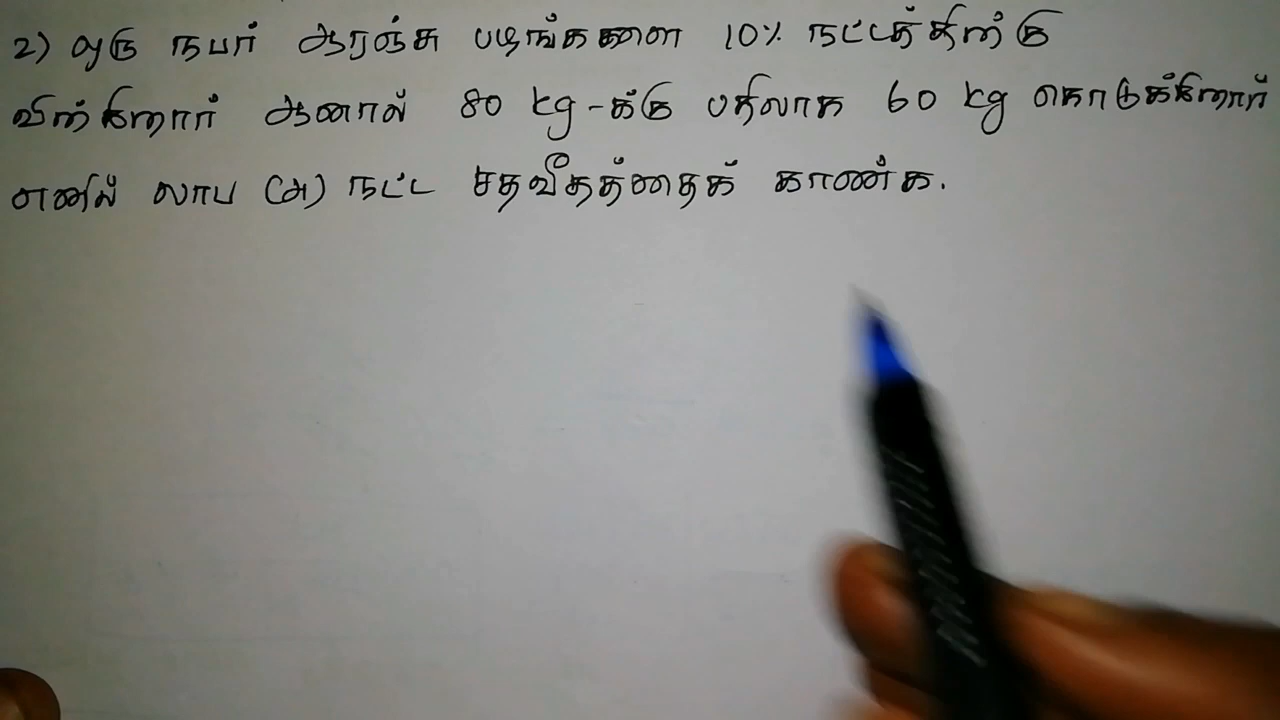 2) ஒரு நபர் ஆரஞ்சு பழங்களை 10% நட்டத்திற்கு
விற்கிறார் ஆனால் 80 kg-க்கு பதிலாக 60 kg கொடுக்கிறார்
எனில் லாப (அ) நட்ட சதவீதத்தைக் காண்க.